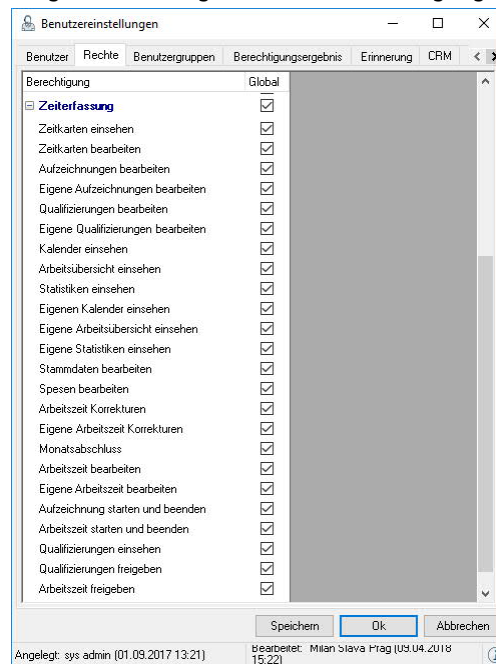 Benutzereinstellungen
Benutzer Rechte Benutzergruppen Berechtigungsergebnis Erinnerung CRM
Berechtigung Global
Zeiterfassung
Zeitkarten einsehen
Zeitkarten bearbeiten
Aufzeichnungen bearbeiten
Eigene Aufzeichnungen bearbeiten
Qualifizierungen bearbeiten
Eigene Qualifizierungen bearbeiten
Kalender einsehen
Arbeitsübersicht einsehen
Statistiken einsehen
Eigenen Kalender einsehen
Eigene Arbeitsübersicht einsehen
Eigene Statistiken einsehen
Stammdaten bearbeiten
Spesen bearbeiten
Arbeitszeit Korrekturen
Eigene Arbeitszeit Korrekturen
Monatsabschluss
Arbeitszeit bearbeiten
Eigene Arbeitszeit bearbeiten
Aufzeichnung starten und beenden
Arbeitszeit starten und beenden
Qualifizierungen einsehen
Qualifizierungen freigeben
Arbeitszeit freigeben
Speichern Ok Abbrechen
Angelegt: sys admin (01.09.2017 13:21) Bearbeitet: Milan Slava Prag (09.04.2018
15:22)